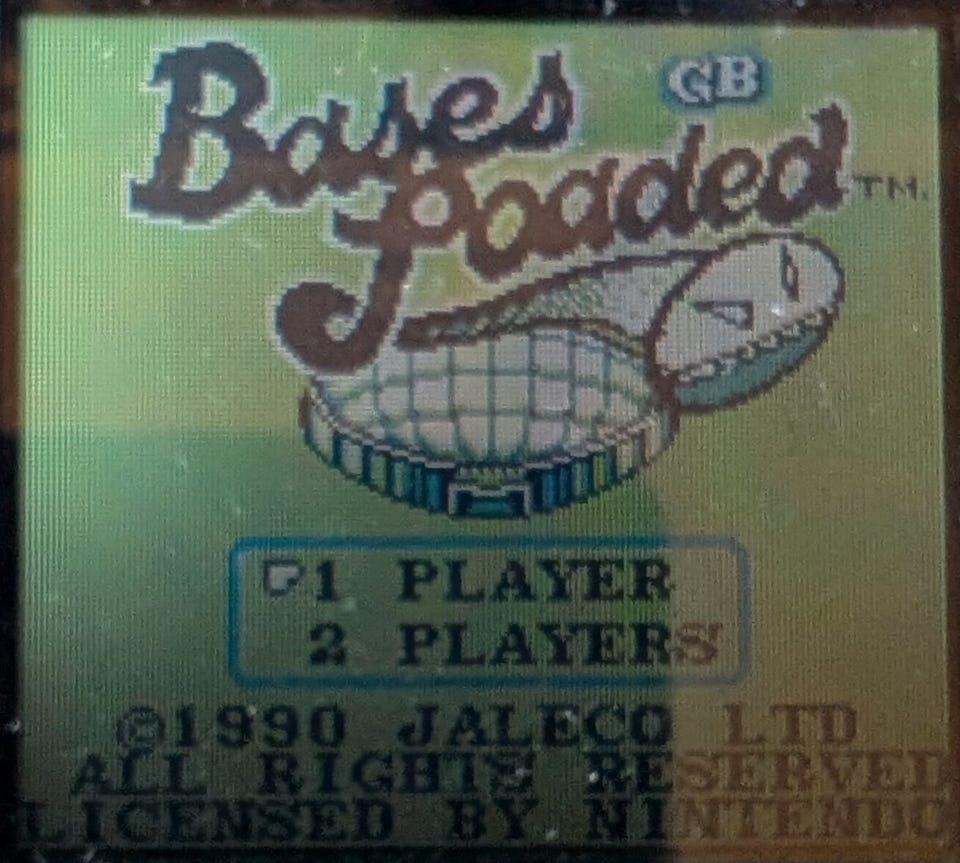 Bases GB
Loaded TM.
1 PLAYER
2 PLAYERS
©1990 JALECO LTD
ALL RIGHTS RESERVED
LICENSED BY NINTENDO